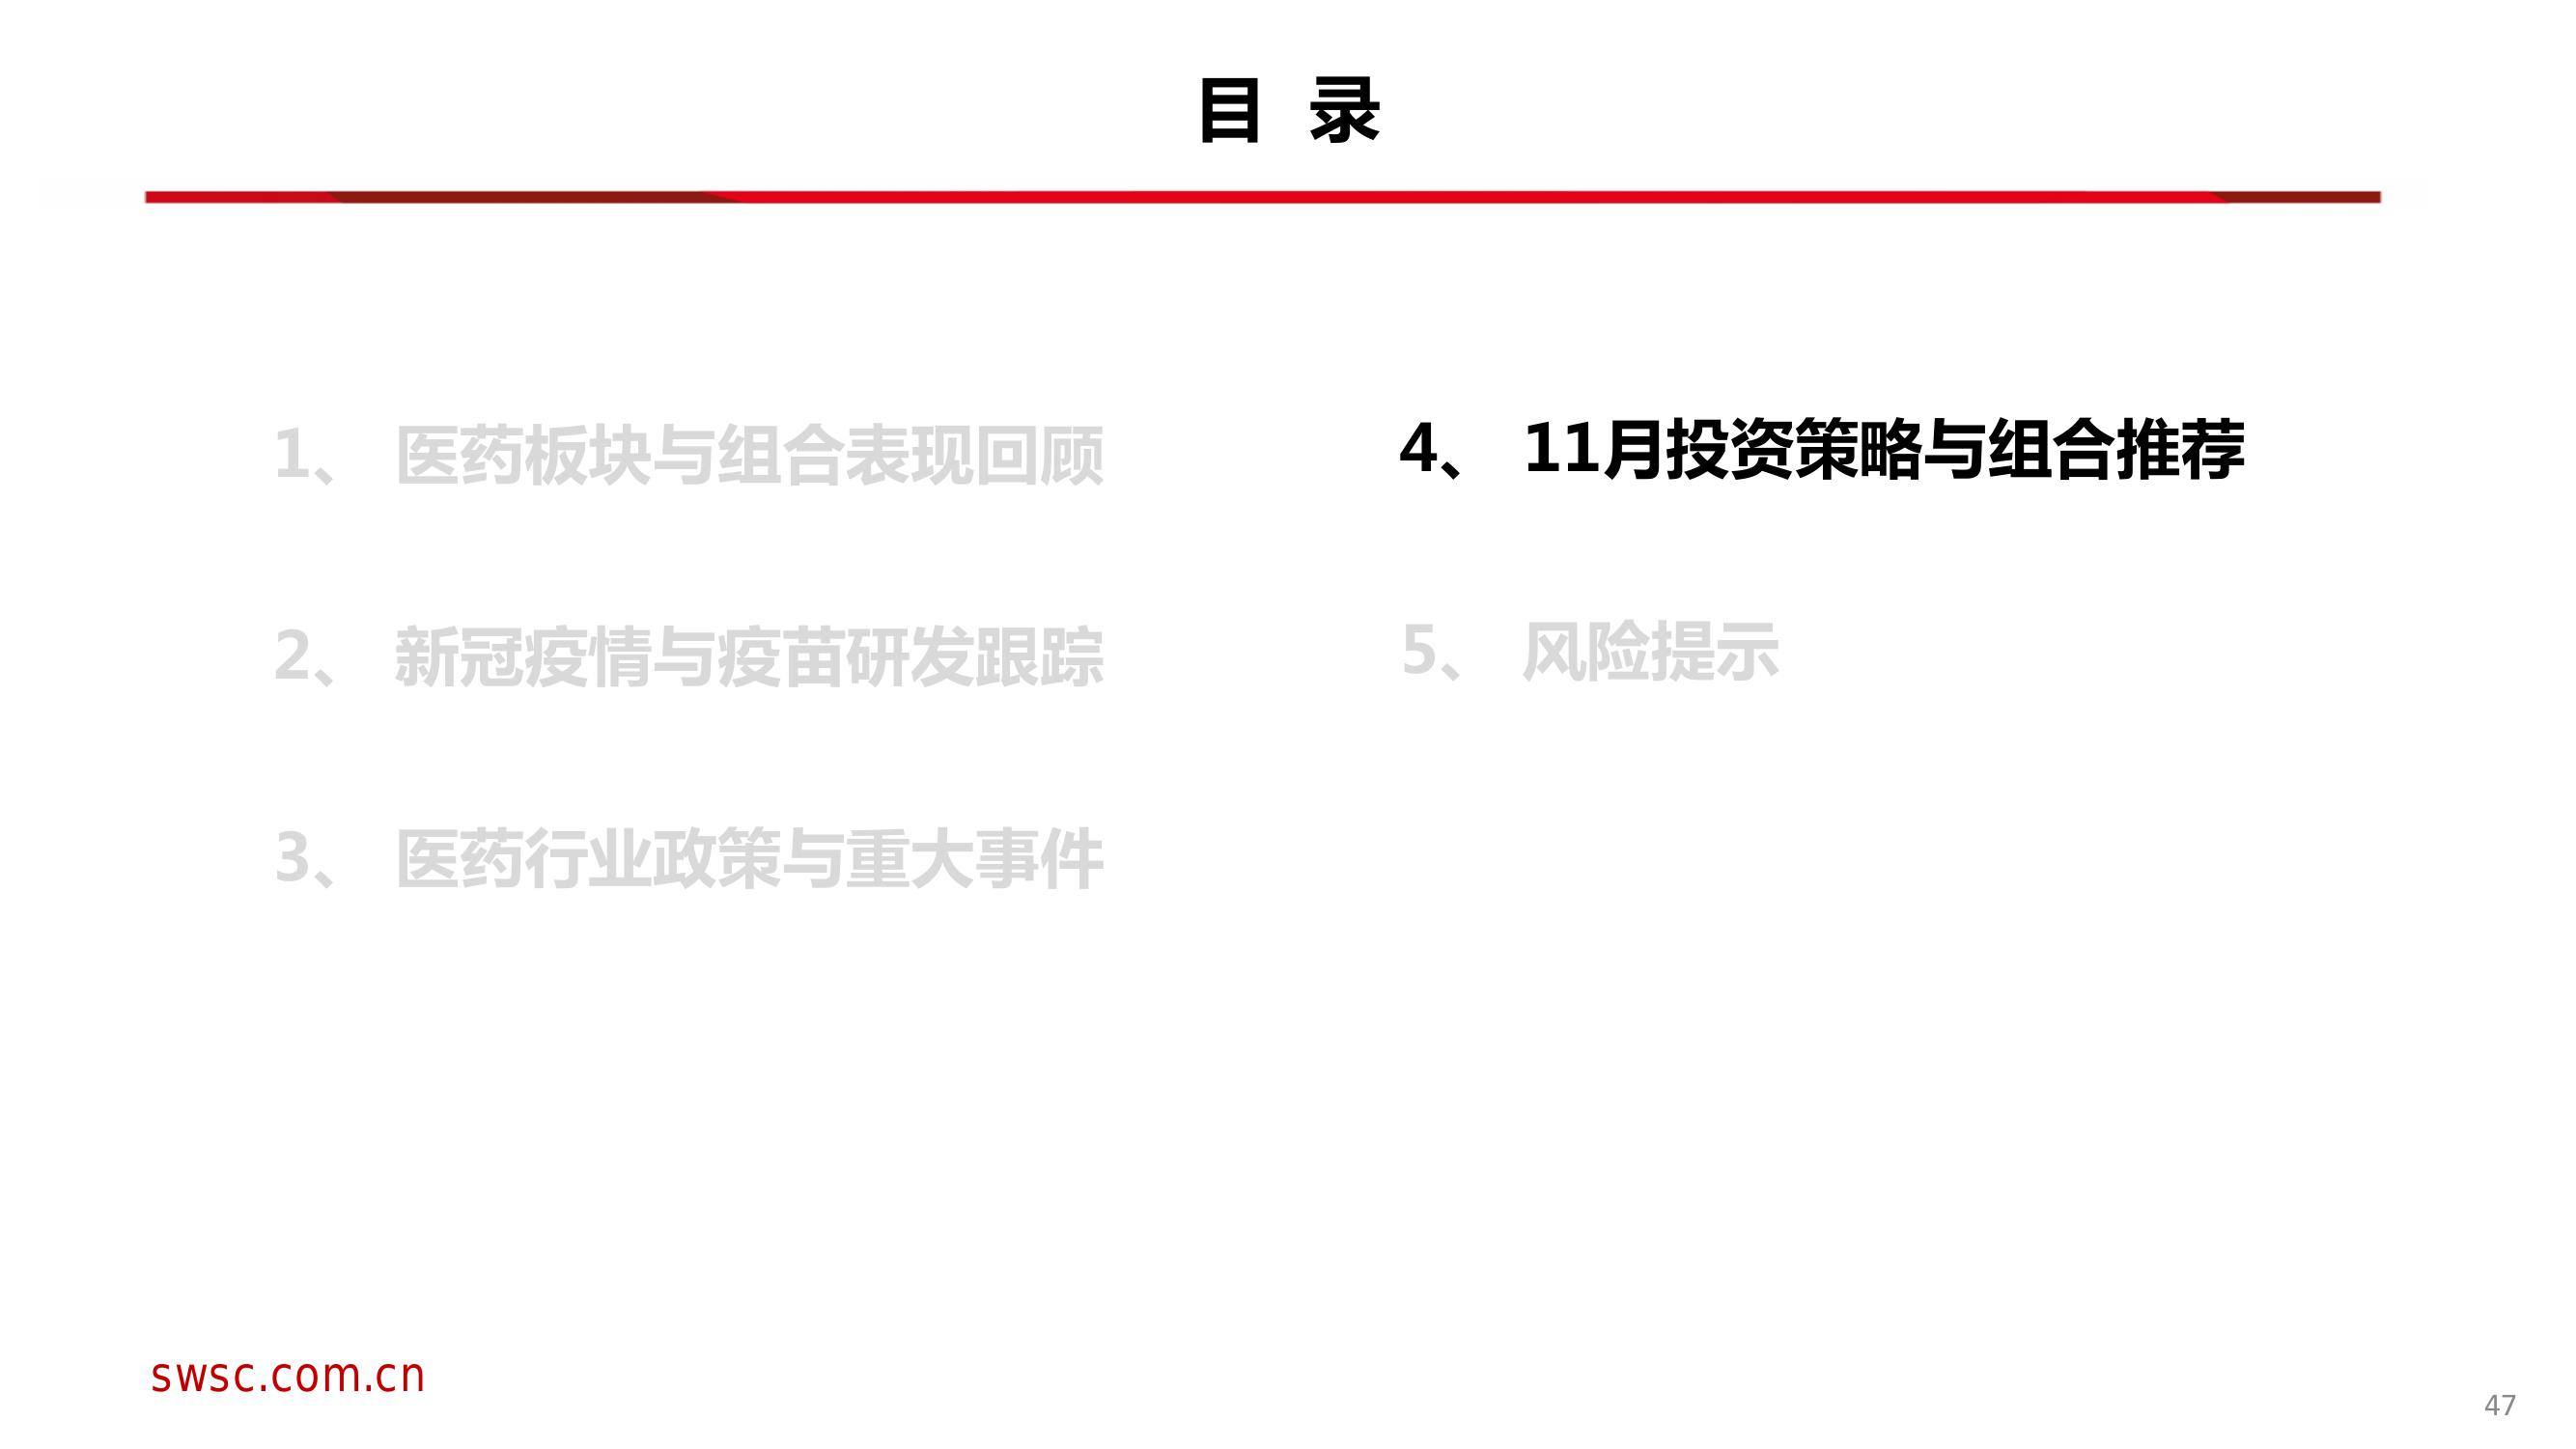 目 录
1、 医药板块与组合表现回顾
2、 新冠疫情与疫苗研发跟踪
3、 医药行业政策与重大事件
4、 11月投资策略与组合推荐
5、 风险提示
swsc.com.cn
47